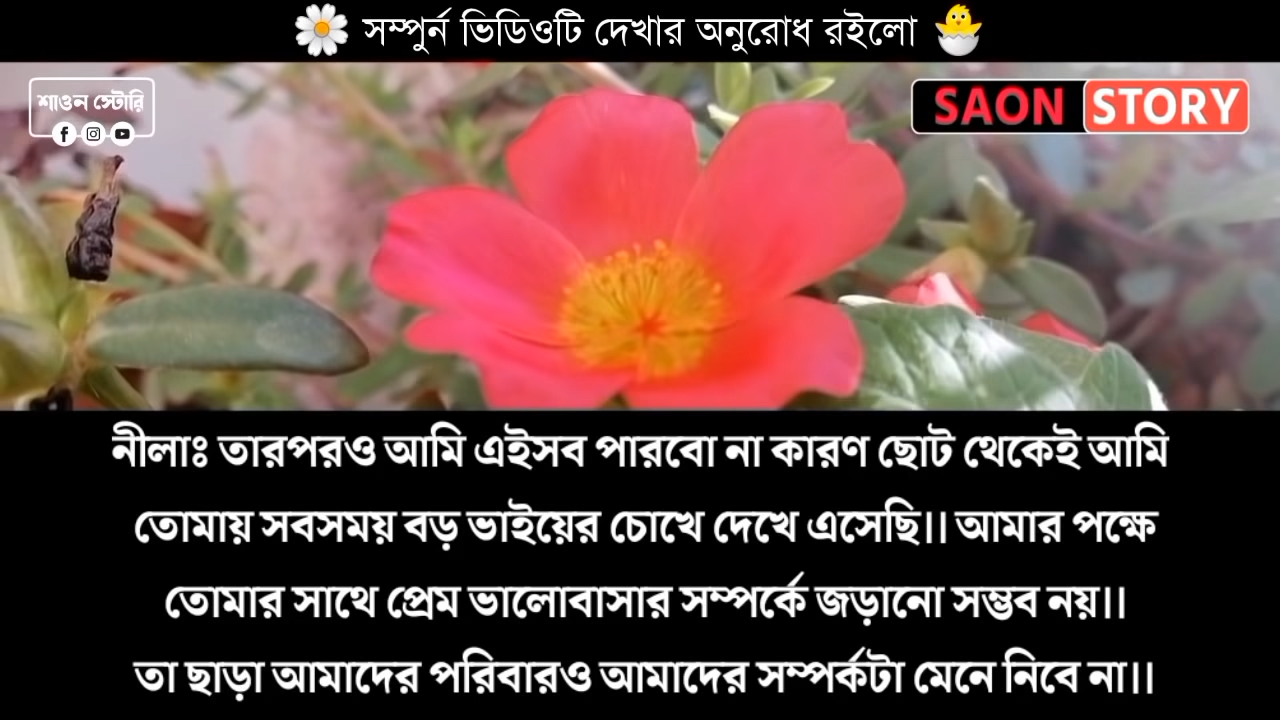 সম্পুর্ন ভিডিওটি দেখার অনুরোধ রইলো
শাওন স্টোরি
SAON STORY
নীলাঃ তারপরও আমি এইসব পারবো না কারণ ছোট থেকেই আমি
তোমায় সবসময় বড় ভাইয়ের চোখে দেখে এসেছি।। আমার পক্ষে
তোমার সাথে প্রেম ভালোবাসার সম্পর্কে জড়ানো সম্ভব নয়।।
তা ছাড়া আমাদের পরিবারও আমাদের সম্পর্কটা মেনে নিবে না।।